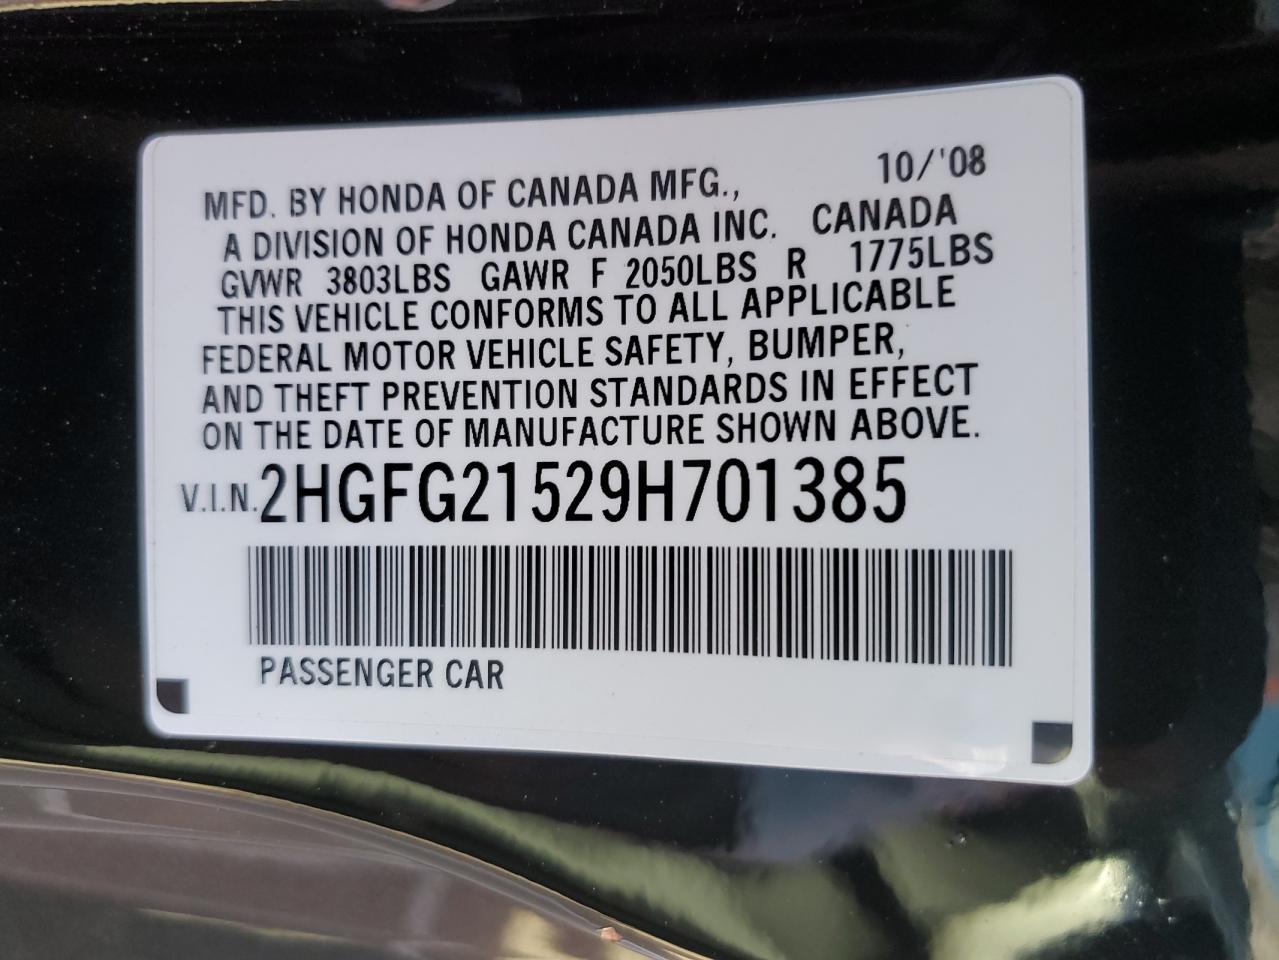 10/'08
MFD. BY HONDA OF CANADA MFG.,
A DIVISION OF HONDA CANADA INC. CANADA
GVWR 3803LBS GAWR F 2050LBS R 1775LBS
THIS VEHICLE CONFORMS TO ALL APPLICABLE
FEDERAL MOTOR VEHICLE SAFETY, BUMPER,
AND THEFT PREVENTION STANDARDS IN EFFECT
ON THE DATE OF MANUFACTURE SHOWN ABOVE.
V.I.N. 2HGFG21529H701385
PASSENGER CAR